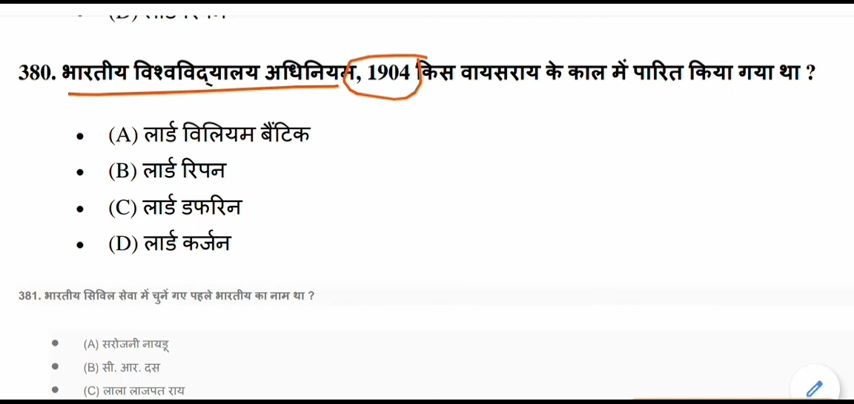 380. भारतीय विश्वविद्यालय अधिनियम, 1904 किस वायसराय के काल में पारित किया गया था ?
• (A) लार्ड विलियम बैंटिक
• (B) लार्ड रिपन
• (C) लार्ड डफरिन
• (D) लार्ड कर्जन
381. भारतीय सिविल सेवा में चुनें गए पहले भारतीय का नाम था ?
• (A) सरोजनी नायडू
• (B) सी. आर. दस
• (C) लाला लाजपत राय